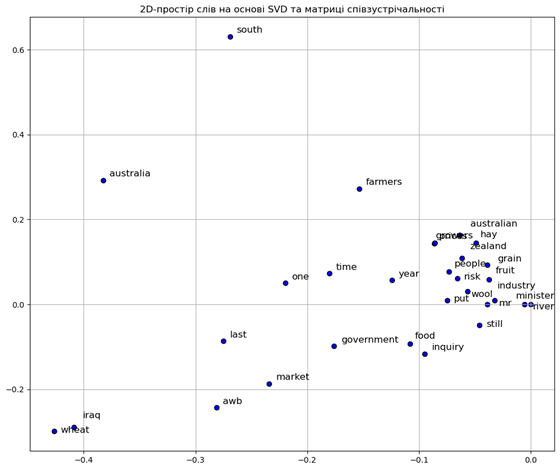 2D-простір слів на основі SVD та матриці співзустрічальності
south
0.6
0.4
australia
farmers
0.2
australian
growers
hay
zealand
people
grain
time
risk
fruit
one
year
industry
wool
put
mr
minister
river
0.0
still
last
government
food
inquiry
market
−0.2
awb
iraq
wheat
−0.4
−0.3
−0.2
−0.1
0.0